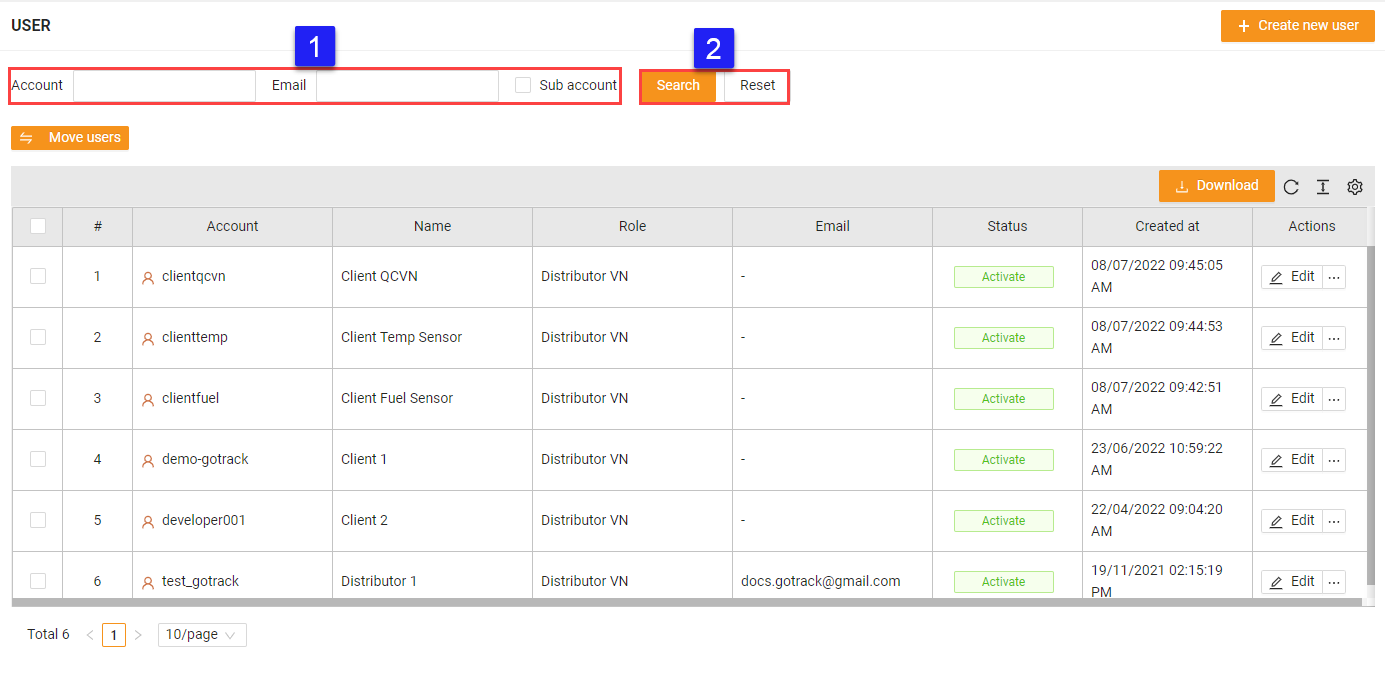 USER
+ Create new user
1
2
Account Email Sub account Search Reset
Move users
Download
# Account Name Role Email Status Created at Actions
1 clientqcvn Client QCVN Distributor VN - Activate 08/07/2022 09:45:05 AM Edit ...
2 clienttemp Client Temp Sensor Distributor VN - Activate 08/07/2022 09:44:53 AM Edit ...
3 clientfuel Client Fuel Sensor Distributor VN - Activate 08/07/2022 09:42:51 AM Edit ...
4 demo-gotrack Client 1 Distributor VN - Activate 23/06/2022 10:59:22 AM Edit ...
5 developer001 Client 2 Distributor VN - Activate 22/04/2022 09:04:20 AM Edit ...
6 test_gotrack Distributor 1 Distributor VN docs.gotrack@gmail.com Activate 19/11/2021 02:15:19 PM Edit ...
Total 6 < 1 > 10/page